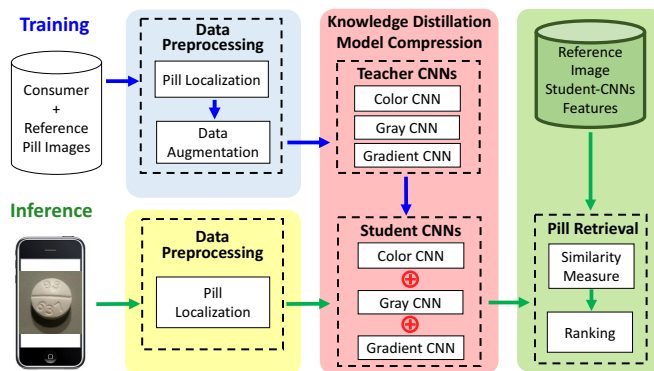 Training
Consumer
+
Reference
Pill Images
Data
Preprocessing
Pill Localization
Data
Augmentation
Knowledge Distillation
Model Compression
Teacher CNNs
Color CNN
Gray CNN
Gradient CNN
Reference
Image
Student-CNNs
Features
Inference
93
Data
Preprocessing
Pill
Localization
Student CNNs
Color CNN
+
Gray CNN
+
Gradient CNN
Pill Retrieval
Similarity
Measure
Ranking